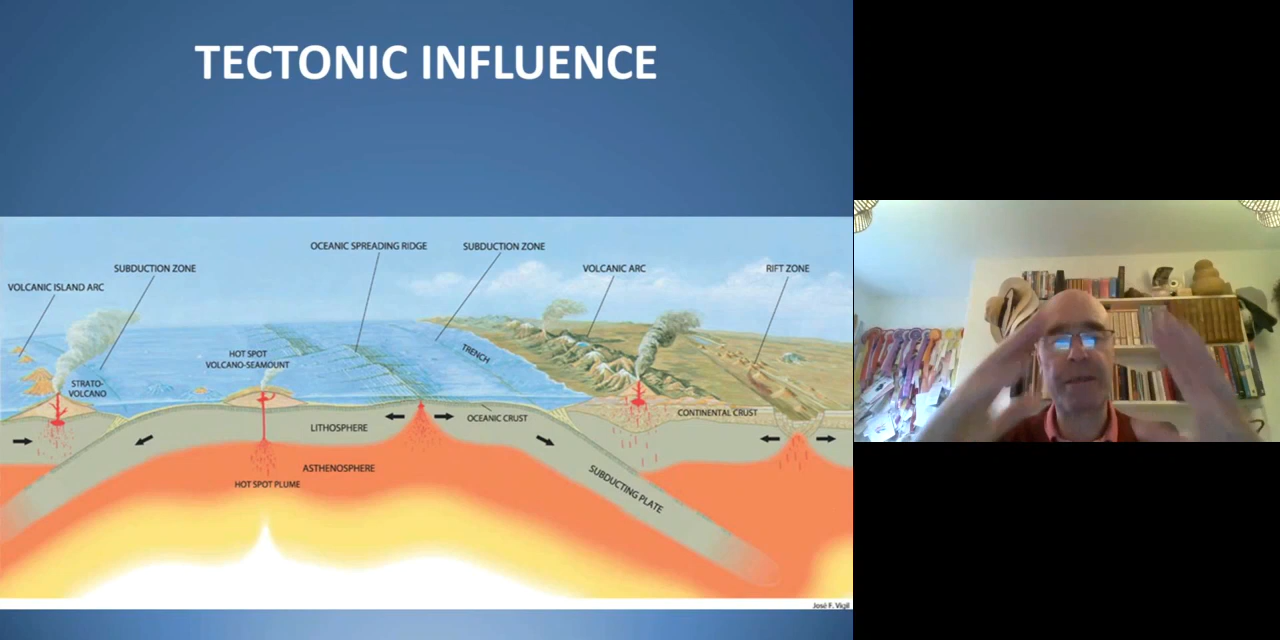 TECTONIC INFLUENCE
OCEANIC SPREADING RIDGE
SUBDUCTION ZONE
SUBDUCTION ZONE
VOLCANIC ARC
RIFT ZONE
VOLCANIC ISLAND ARC
HOT SPOT
VOLCANO-SEAMOUNT
TRENCH
STRATO-
VOLCANO
CONTINENTAL CRUST
OCEANIC CRUST
LITHOSPHERE
ASTHENOSPHERE
HOT SPOT PLUME
SUBDUCTING PLATE
José F. Vigil